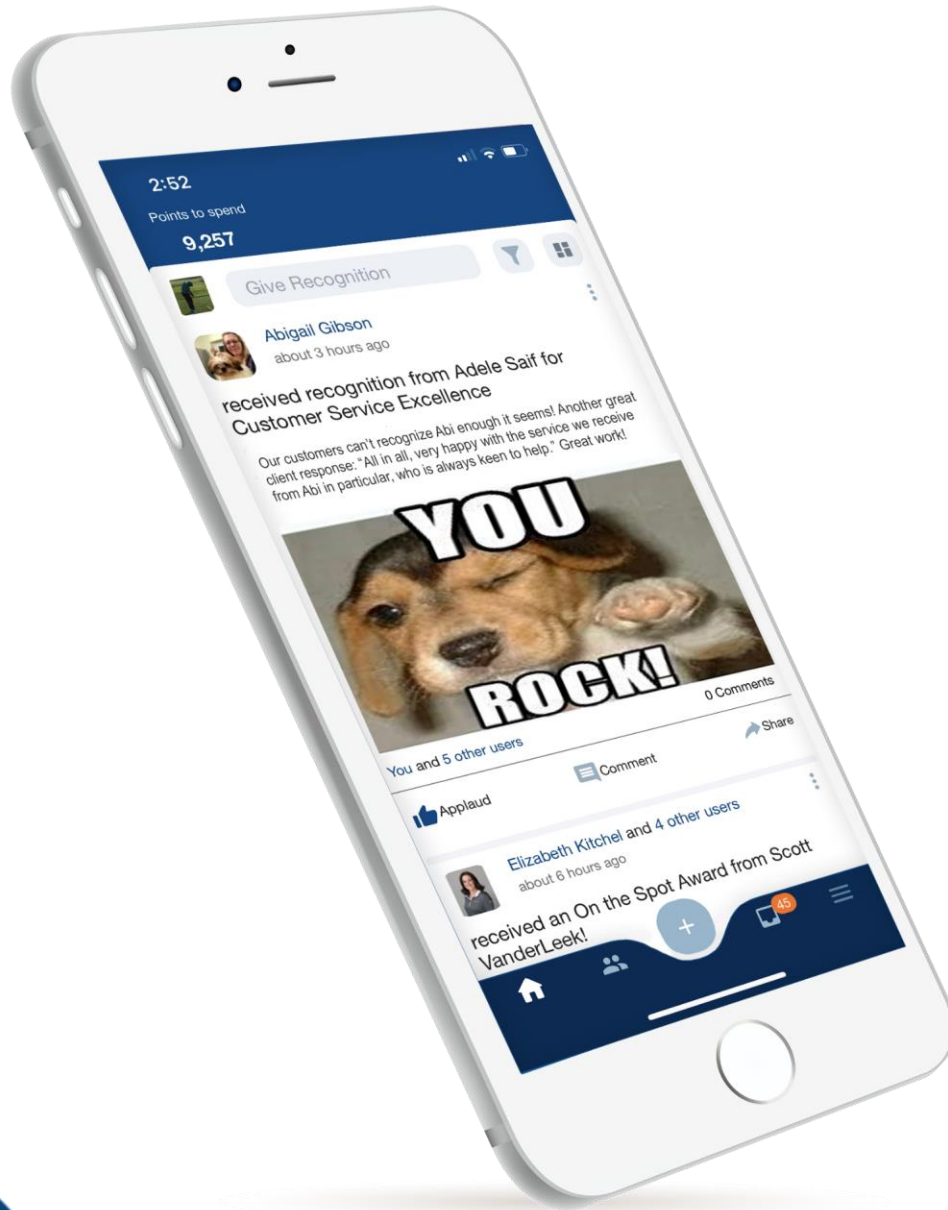 2:52
Points to spend
9,257
Give Recognition
Abigail Gibson
about 3 hours ago
received recognition from Adele Saif for
Customer Service Excellence
Our customers can't recognize Abi enough it seems! Another great
client response: “All in all, very happy with the service we receive
from Abi in particular, who is always keen to help.” Great work!
YOU
ROCK!
0 Comments
You and 5 other users
Applaud
Comment
Share
Elizabeth Kitchel and 4 other users
about 6 hours ago
received an On the Spot Award from Scott
VanderLeek!
45